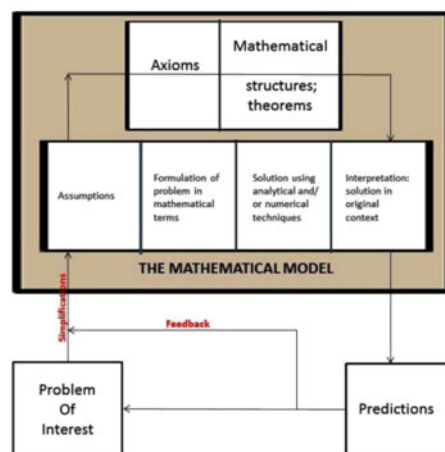 Axioms
Mathematical
structures;
theorems
Assumptions
Formulation of
problem in
mathematical
terms
Solution using
analytical and/
or numerical
techniques
Interpretation:
solution in
original
context
THE MATHEMATICAL MODEL
Simplifications
Feedback
Problem
Of
Interest
Predictions